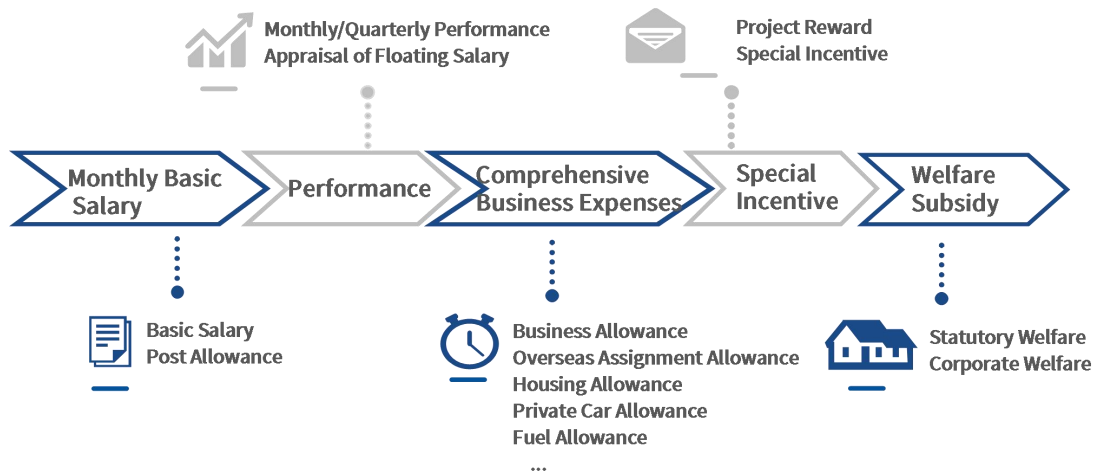 Monthly/Quarterly Performance
Appraisal of Floating Salary
Project Reward
Special Incentive
Monthly Basic
Salary
Performance
Comprehensive
Business Expenses
Special
Incentive
Welfare
Subsidy
Basic Salary
Post Allowance
Business Allowance
Overseas Assignment Allowance
Housing Allowance
Private Car Allowance
Fuel Allowance
...
Statutory Welfare
Corporate Welfare